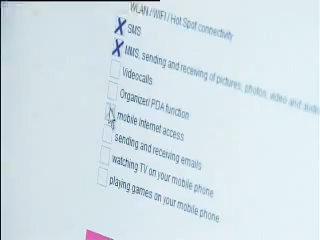 WLAN / WIFI / Hot Spot connectivity
SMS
MMS, sending and receiving of pictures, photos, video and audio
Videocalls
Organizer/ PDA function
mobile internet access
sending and receiving emails
watching TV on your mobile phone
playing games on your mobile phone